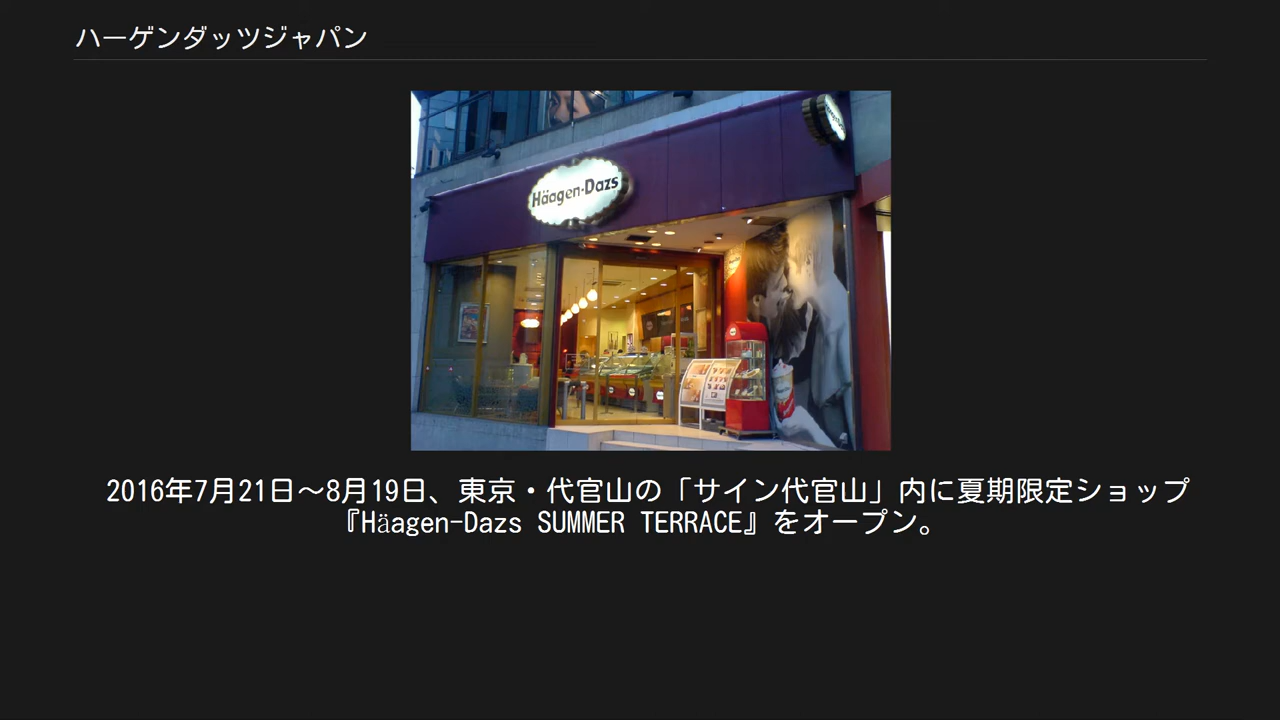 ハーゲンダッツジャパン
Häagen-Dazs
2016年7月21日〜8月19日、東京・代官山の「サイン代官山」内に夏期限定ショップ
『Häagen-Dazs SUMMER TERRACE』をオープン。